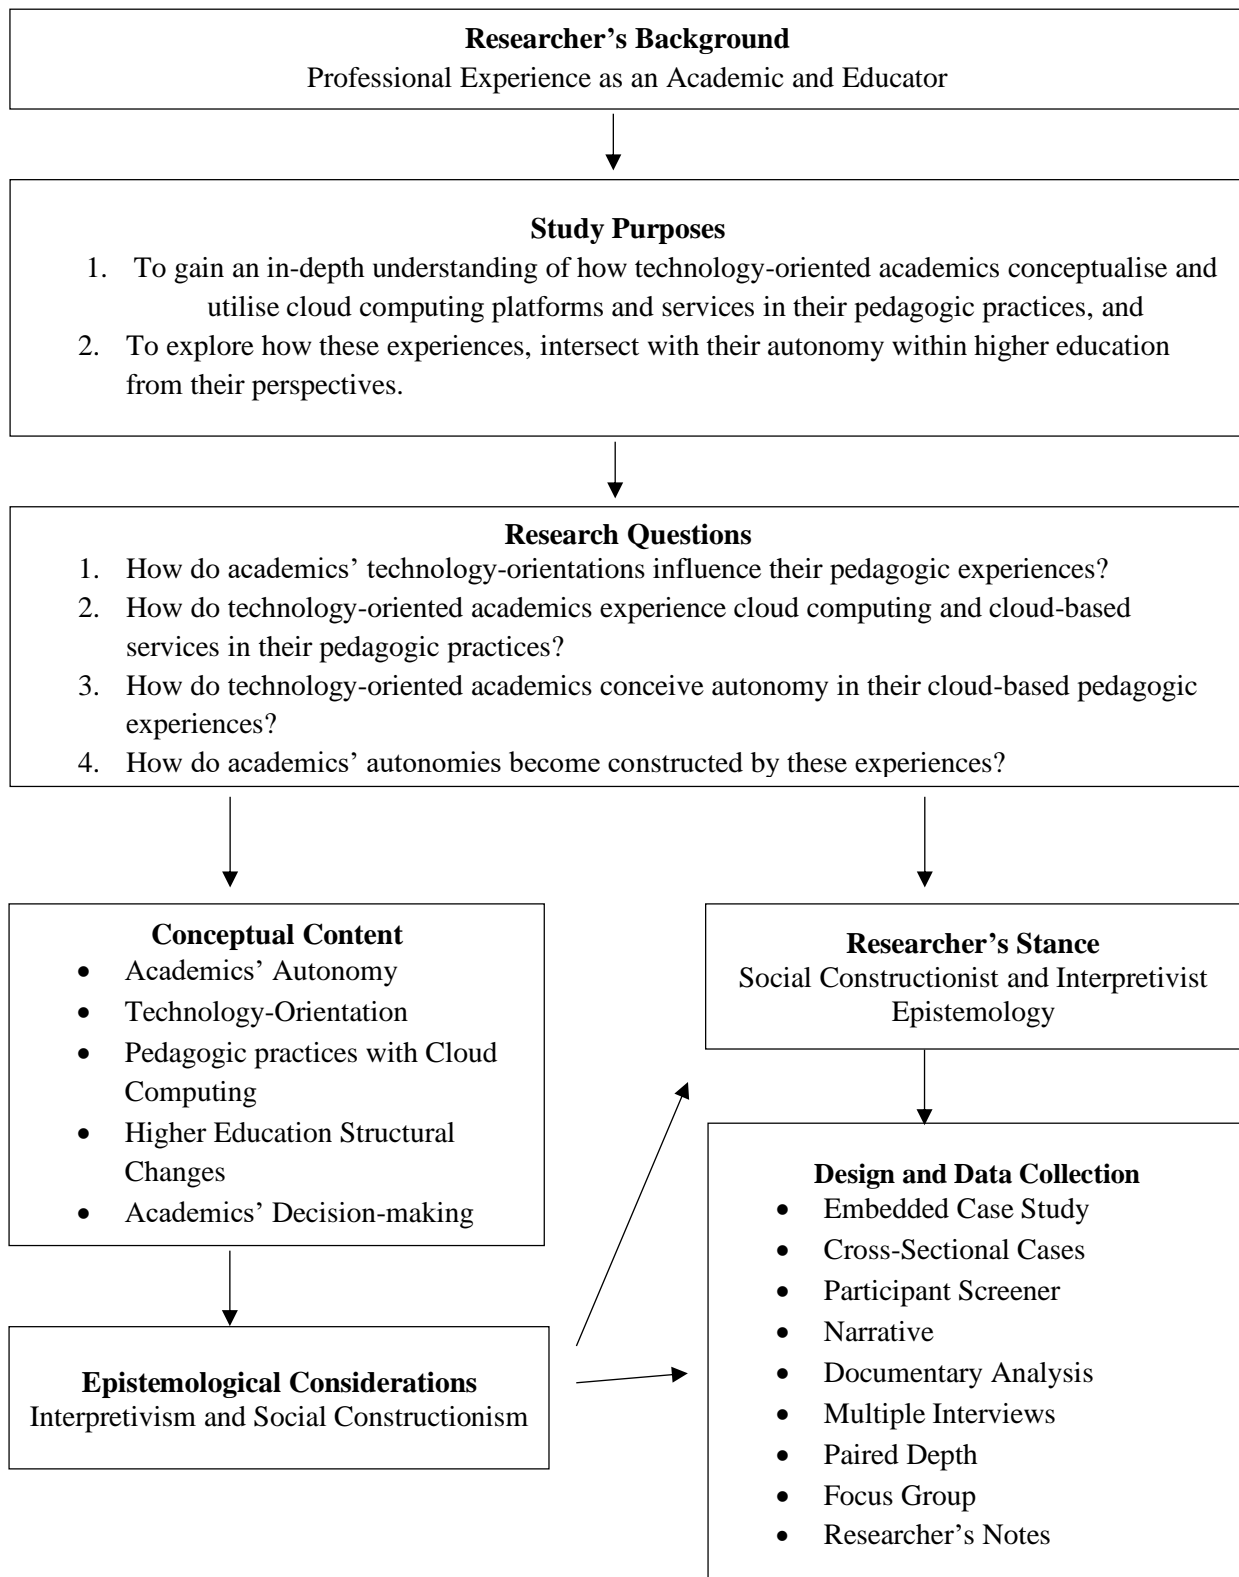 Researcher’s Background
Professional Experience as an Academic and Educator
Study Purposes
1. To gain an in-depth understanding of how technology-oriented academics conceptualise and
utilise cloud computing platforms and services in their pedagogic practices, and
2. To explore how these experiences, intersect with their autonomy within higher education
from their perspectives.
Research Questions
1. How do academics’ technology-orientations influence their pedagogic experiences?
2. How do technology-oriented academics experience cloud computing and cloud-based
services in their pedagogic practices?
3. How do technology-oriented academics conceive autonomy in their cloud-based pedagogic
experiences?
4. How do academics’ autonomies become constructed by these experiences?
Conceptual Content
• Academics’ Autonomy
• Technology-Orientation
• Pedagogic practices with Cloud
Computing
• Higher Education Structural
Changes
• Academics’ Decision-making
Epistemological Considerations
Interpretivism and Social Constructionism
Researcher’s Stance
Social Constructionist and Interpretivist
Epistemology
Design and Data Collection
• Embedded Case Study
• Cross-Sectional Cases
• Participant Screener
• Narrative
• Documentary Analysis
• Multiple Interviews
• Paired Depth
• Focus Group
• Researcher’s Notes